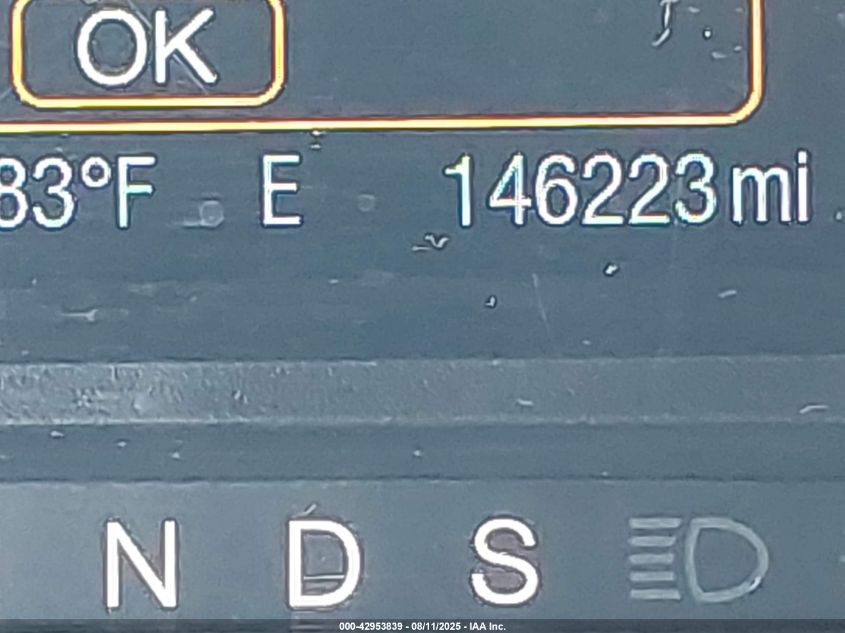 OK
83°F E 146223mi
N D S
000-42953839 - 08/11/2025 - IAA Inc.